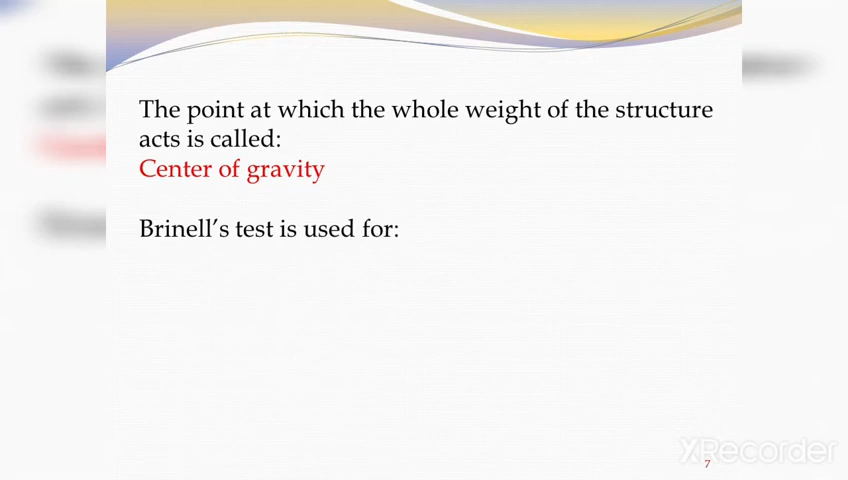 The point at which the whole weight of the structure
acts is called:
Center of gravity
Brinell’s test is used for:
XRecorder
7